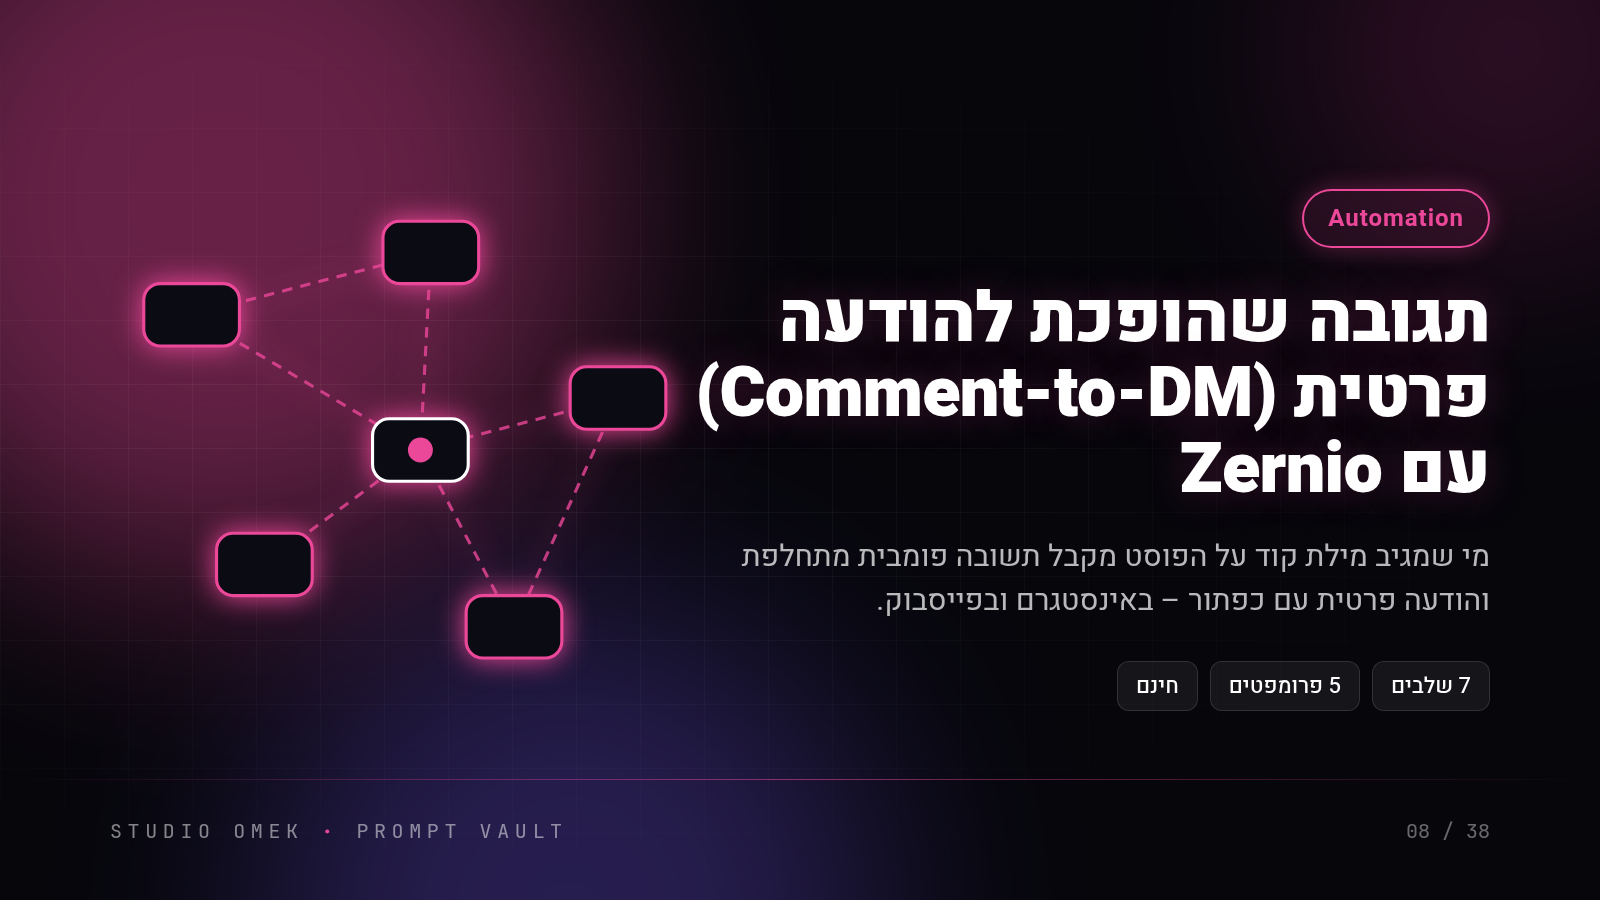 Automation
תגובה שהופכת להודעה
פרטית (Comment-to-DM)
עם Zernio
מי שמגיב מילת קוד על הפוסט מקבל תשובה פומבית מתחלפת
והודעה פרטית עם כפתור – באינסטגרם ובפייסבוק.
7 שלבים
5 פרומפטים
חינם
STUDIO OMEK • PROMPT VAULT
08 / 38